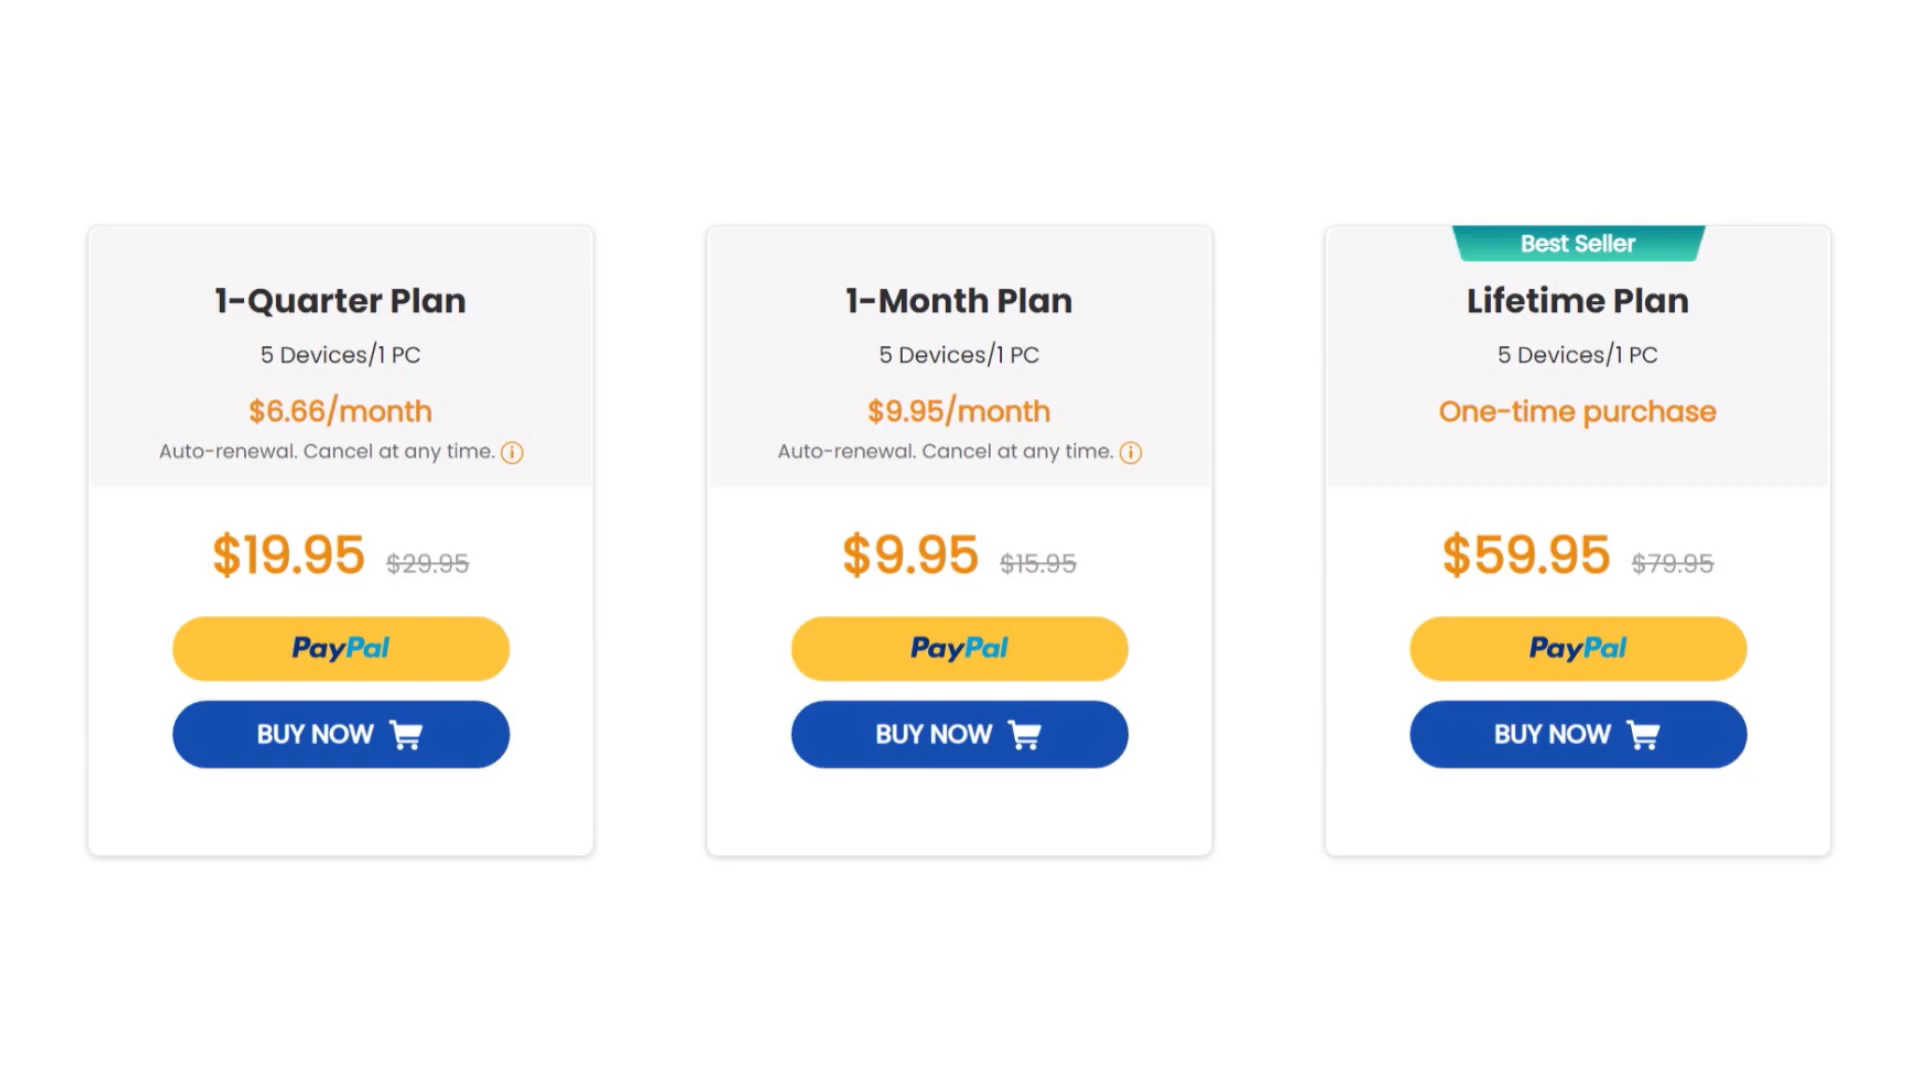 1-Quarter Plan
5 Devices/1 PC
$6.66/month
Auto-renewal. Cancel at any time.
$19.95 $29.95
PayPal
BUY NOW
1-Month Plan
5 Devices/1 PC
$9.95/month
Auto-renewal. Cancel at any time.
$9.95 $15.95
PayPal
BUY NOW
Best Seller
Lifetime Plan
5 Devices/1 PC
One-time purchase
$59.95 $79.95
PayPal
BUY NOW